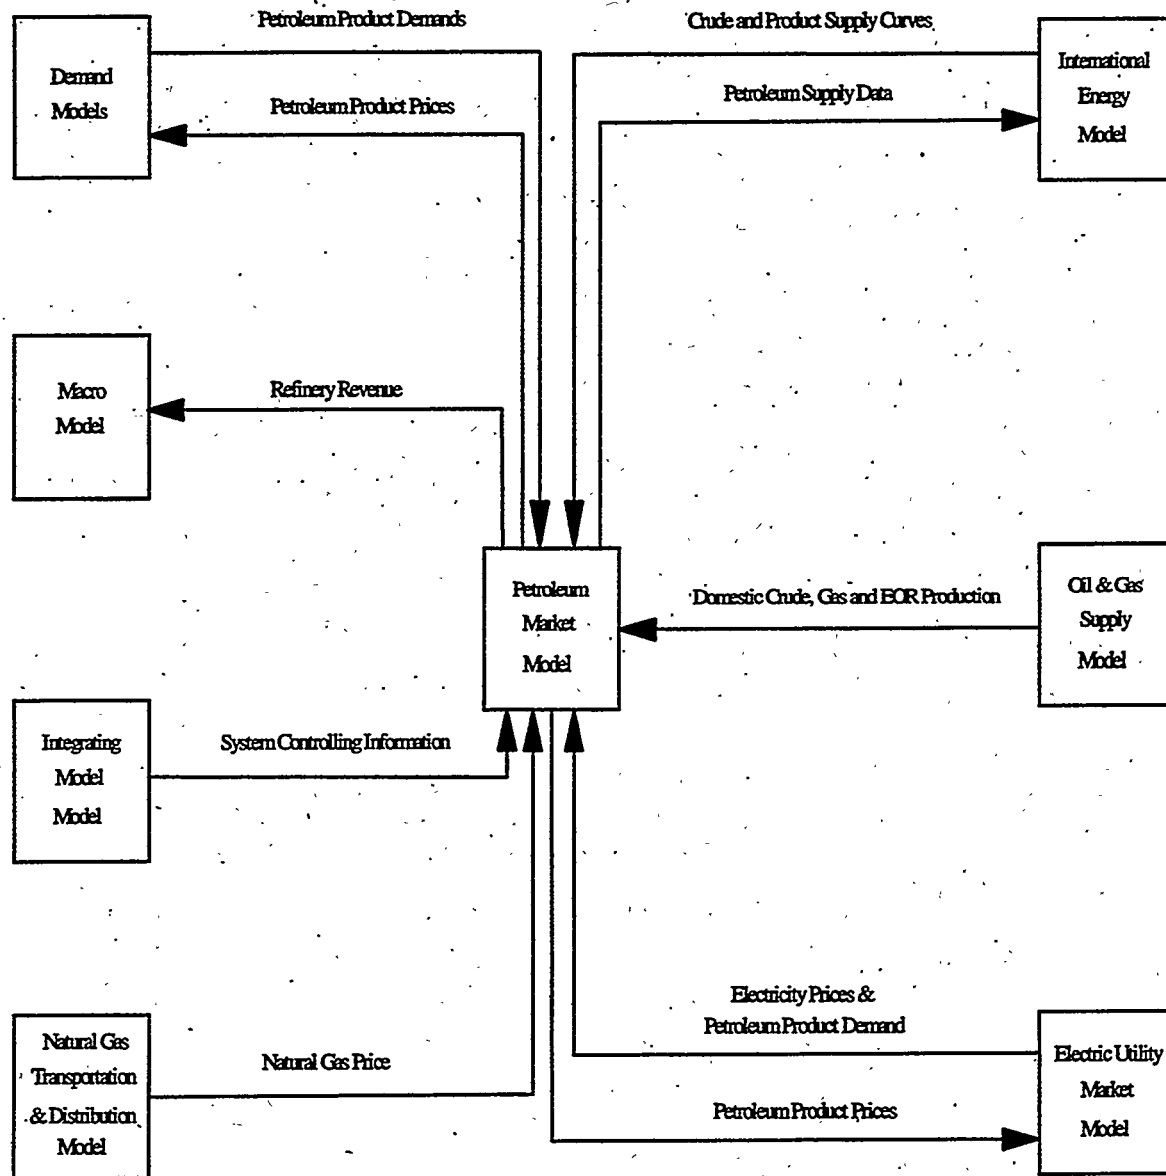 Petroleum Product Demands
Crude and Product Supply Curves
Demand
Models
International
Energy
Model
Petroleum Product Prices
Petroleum Supply Data
Macro
Model
Refinery Revenue
Petroleum
Market
Model
Domestic Crude, Gas and EOR Production
Oil & Gas
Supply
Model
Integrating
Model
Model
System Controlling Information
Electricity Prices &
Petroleum Product Demand
Natural Gas
Transportation
& Distribution
Model
Natural Gas Price
Electric Utility
Market
Model
Petroleum Product Prices